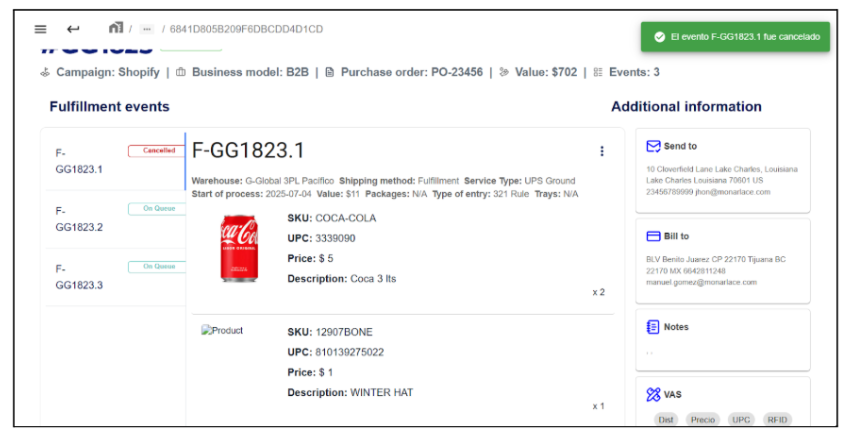 / ··· / 6841D805B209F6DBCDD4D1CD
El evento F-GG1823.1 fue cancelado
#GG1823
Campaign: Shopify | Business model: B2B | Purchase order: PO-23456 | Value: $702 | Events: 3
Fulfillment events
F-GG1823.1
Cancelled
F-GG1823.2
On Queue
F-GG1823.3
On Queue
F-GG1823.1
Warehouse: G-Global 3PL Pacifico Shipping method: Fulfillment Service Type: UPS Ground
Start of process: 2025-07-04 Value: $11 Packages: N/A Type of entry: 321 Rule Trays: N/A
Coca-Cola
SKU: COCA-COLA
UPC: 3339090
Price: $ 5
Description: Coca 3 lts
x 2
Product
SKU: 12907BONE
UPC: 810139275022
Price: $ 1
Description: WINTER HAT
x 1
Additional information
Send to
10 Cloverfield Lane Lake Charles, Louisiana
Lake Charles Louisiana 70601 US
23456789999 jhon@monarlace.com
Bill to
BLV Benito Juarez CP 22170 Tijuana BC
22170 MX 6642811248
manuel.gomez@monarlace.com
Notes
. .
VAS
Dist Precio UPC RFID